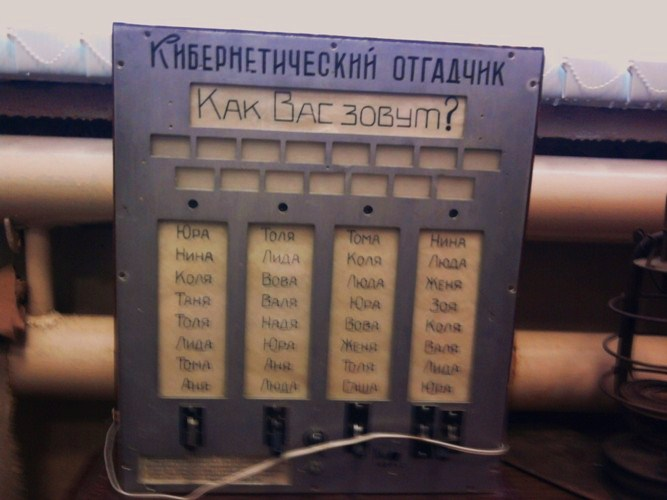 Кибернетический отгадчик
Как Вас зовут?
Юра
Нина
Коля
Таня
Толя
Лида
Тома
Аня
Толя
Лида
Вова
Валя
Надя
Юра
Аня
Люда
Тома
Коля
Люда
Юра
Вова
Женя
Толя
Саша
Нина
Люда
Женя
Зоя
Коля
Валя
Лида
Юра